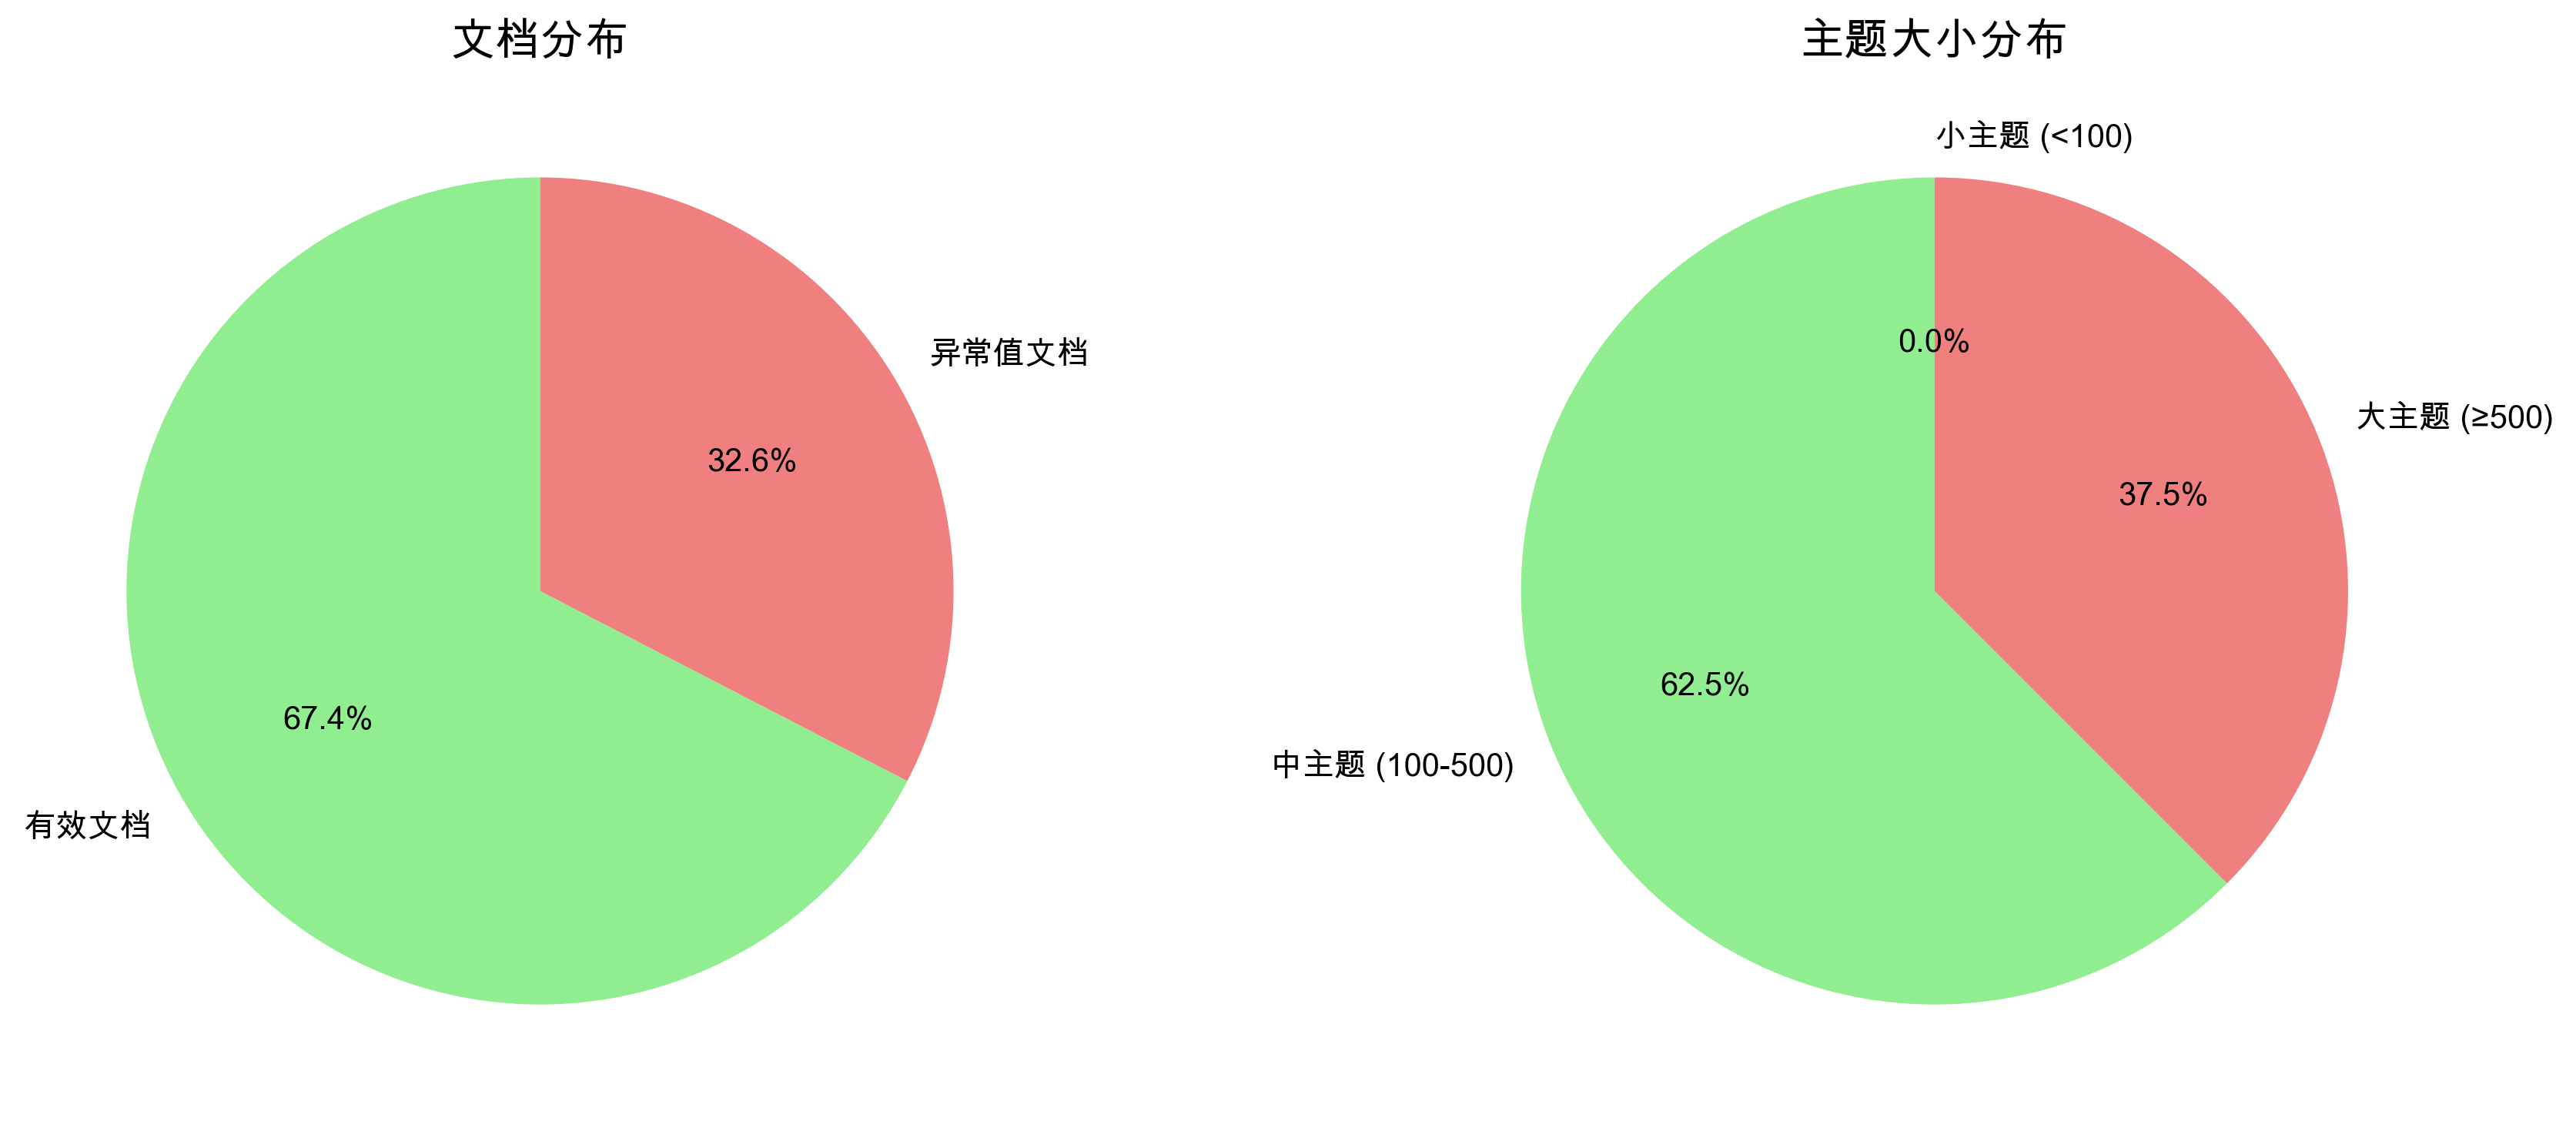 文档分布
异常值文档
32.6%
67.4%
有效文档
主题大小分布
小主题 (<100)
0.0%
大主题 (≥500)
37.5%
62.5%
中主题 (100-500)